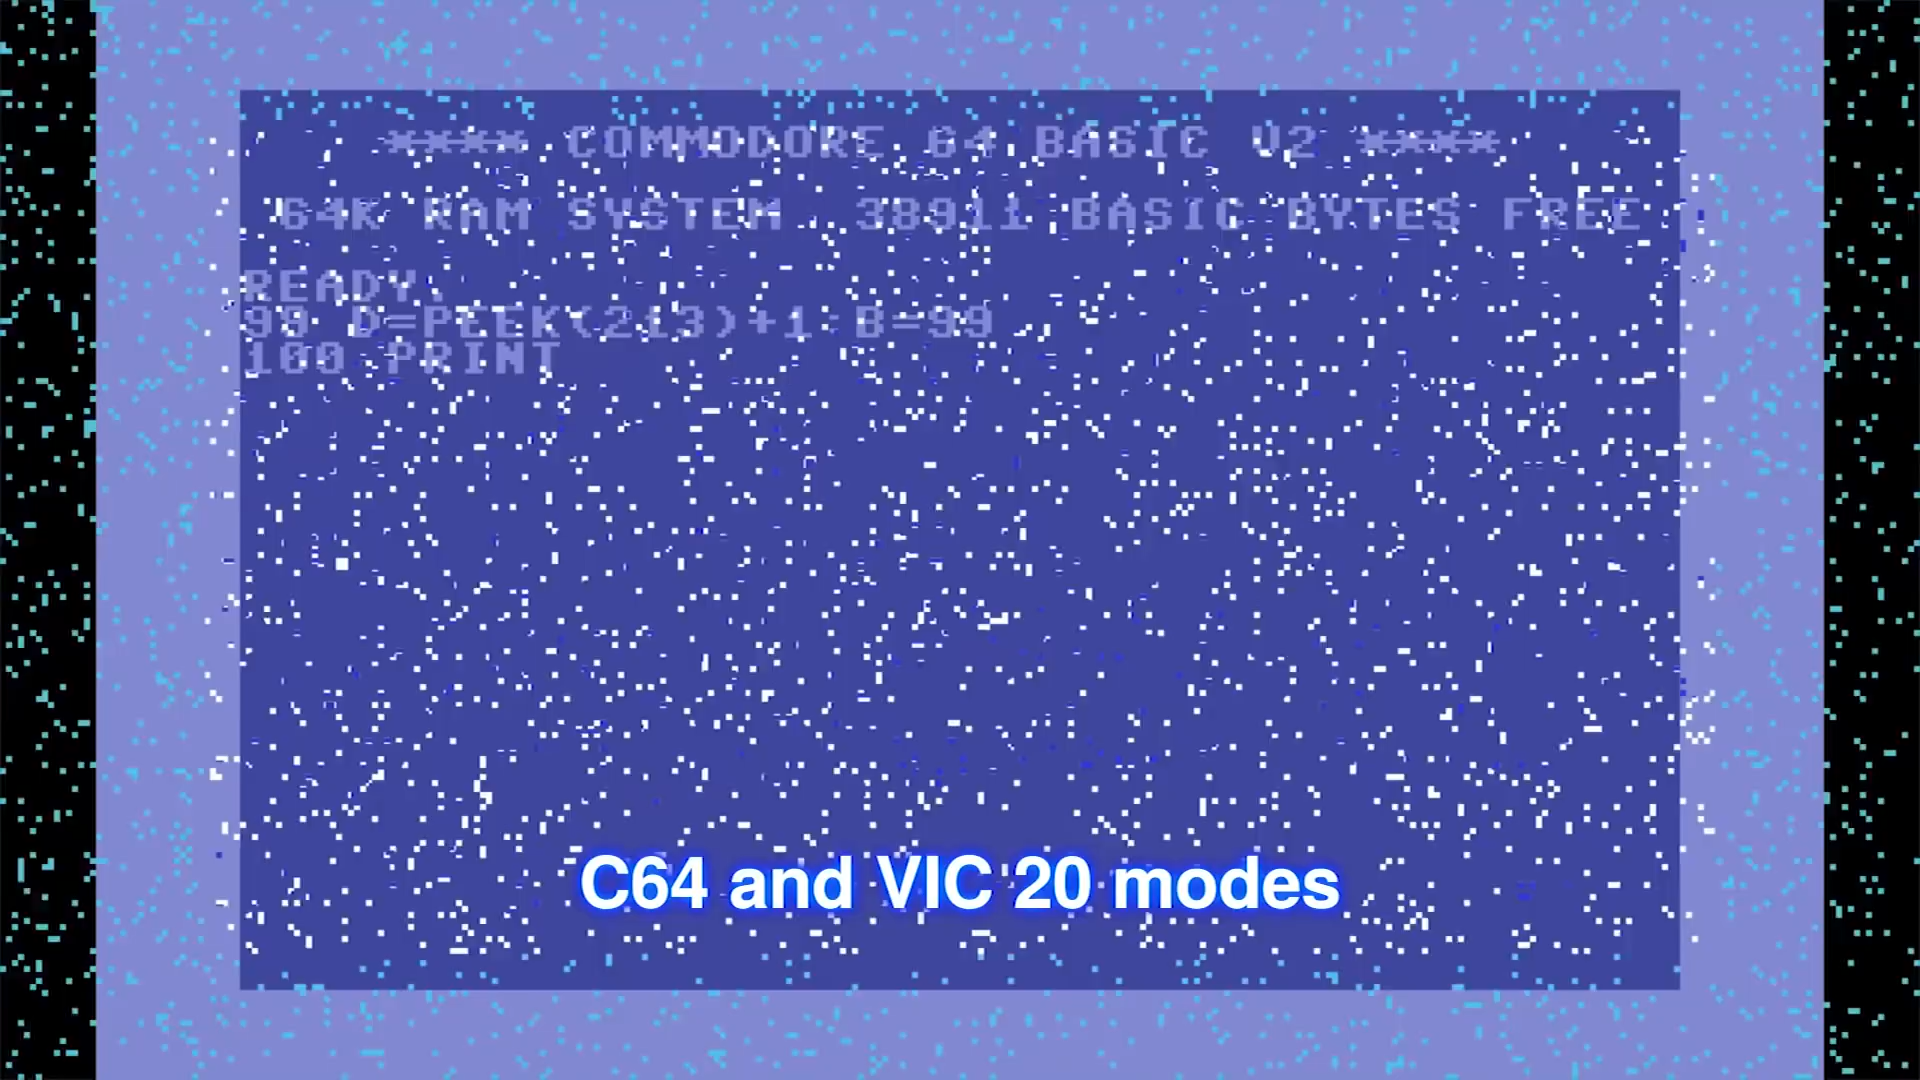 **** COMMODORE 64 BASIC V2 ****
64K RAM SYSTEM 38911 BASIC BYTES FREE
READY.
99 D=PEEK(213)+1:B=99
100 PRINT
C64 and VIC 20 modes